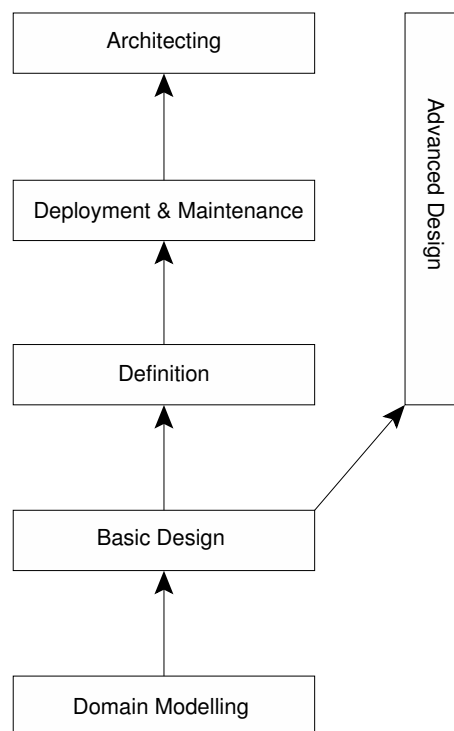 Architecting
Advanced Design
Deployment & Maintenance
Definition
Basic Design
Domain Modelling